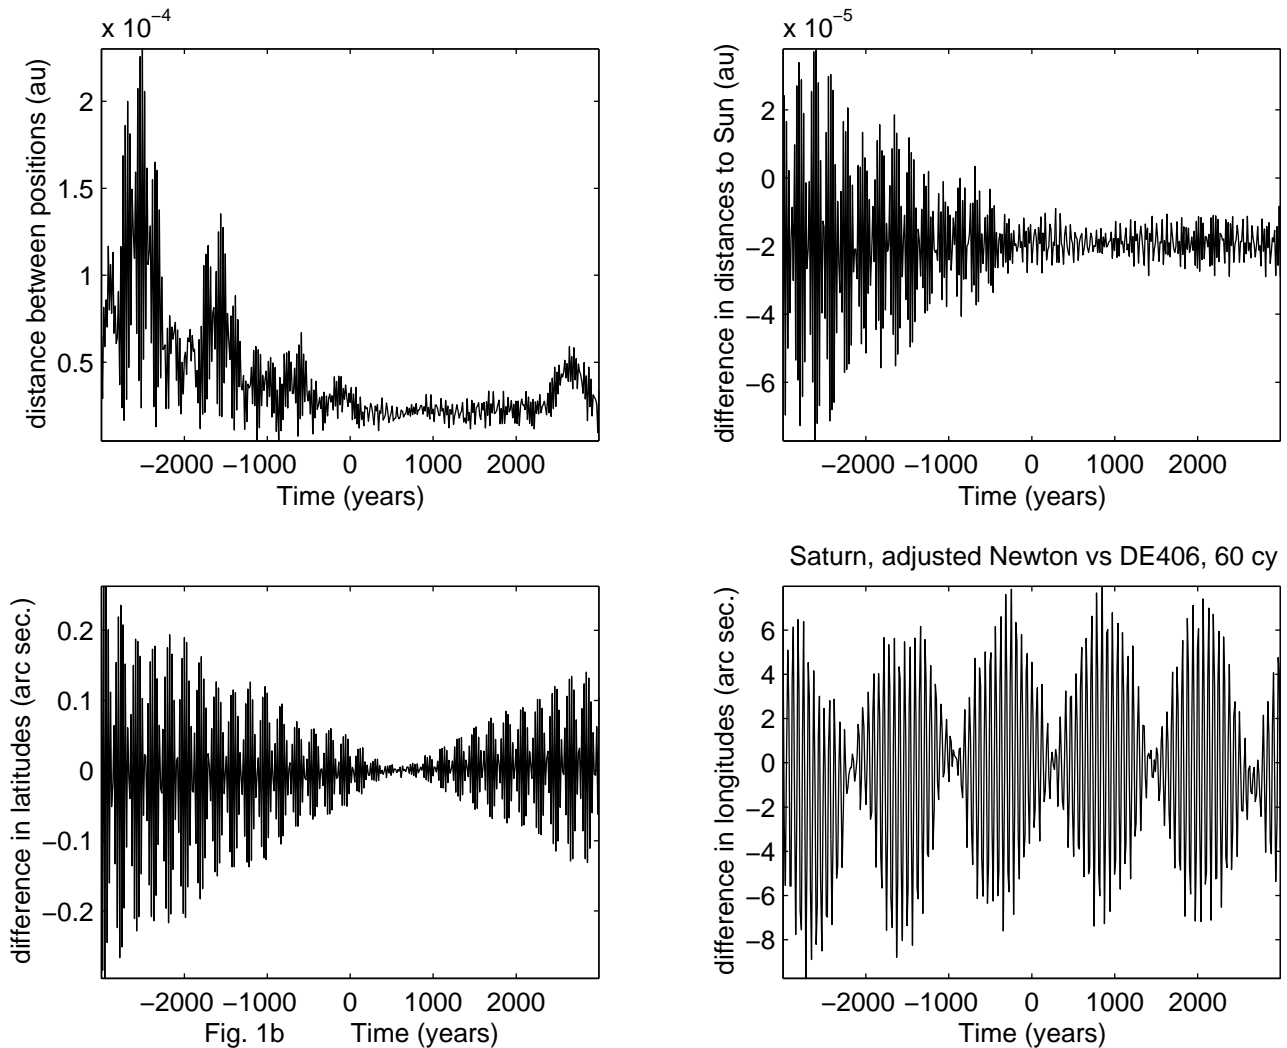 x 10⁻⁴
distance between positions (au)
2
1.5
1
0.5
−2000 −1000 0 1000 2000
Time (years)
x 10⁻⁵
difference in distances to Sun (au)
2
0
−2
−4
−6
−2000 −1000 0 1000 2000
Time (years)
difference in latitudes (arc sec.)
0.2
0.1
0
−0.1
−0.2
−2000 −1000 0 1000 2000
Fig. 1b Time (years)
Saturn, adjusted Newton vs DE406, 60 cy
difference in longitudes (arc sec.)
6
4
2
0
−2
−4
−6
−8
−2000 −1000 0 1000 2000
Time (years)